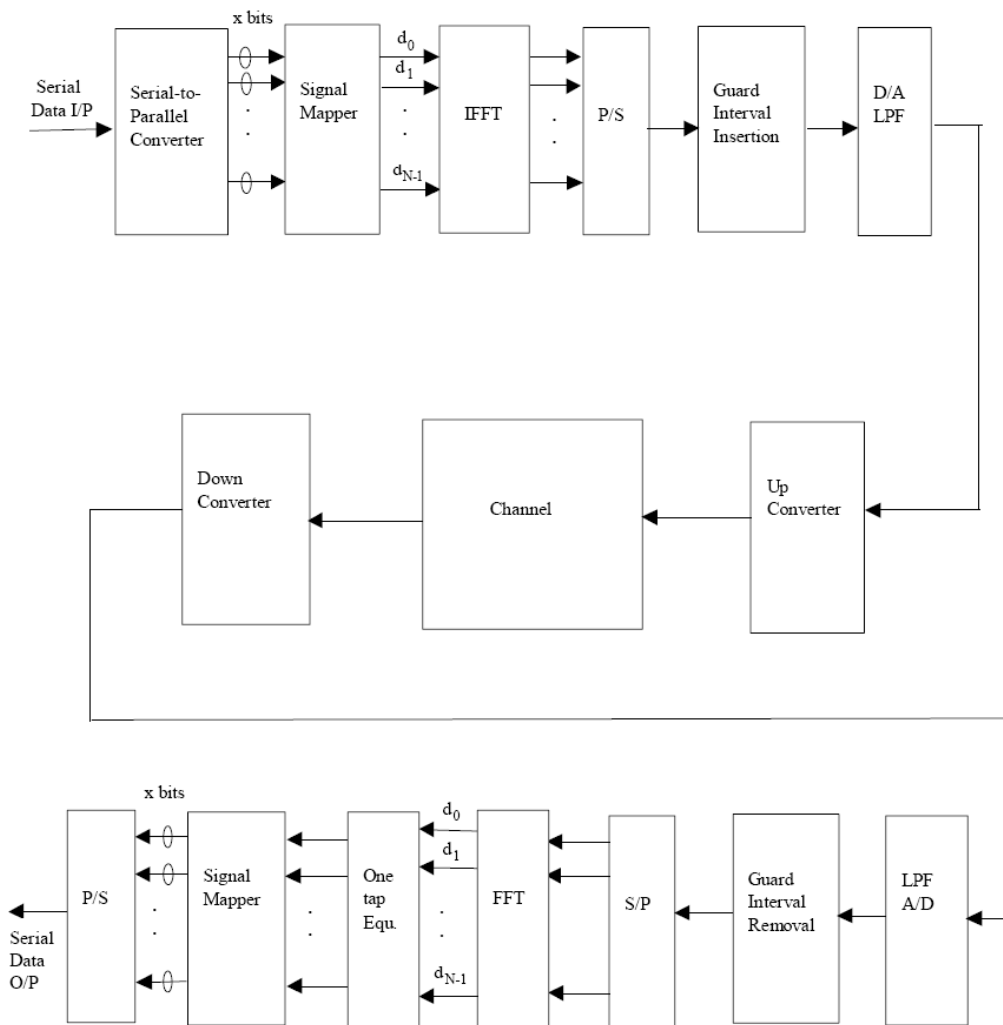 x bits
Serial
Data I/P
Serial-to-
Parallel
Converter
Signal
Mapper
d0
d1
dN-1
IFFT
P/S
Guard
Interval
Insertion
D/A
LPF
Down
Converter
Channel
Up
Converter
x bits
P/S
Serial
Data
O/P
Signal
Mapper
One
tap
Equ.
d0
d1
dN-1
FFT
S/P
Guard
Interval
Removal
LPF
A/D